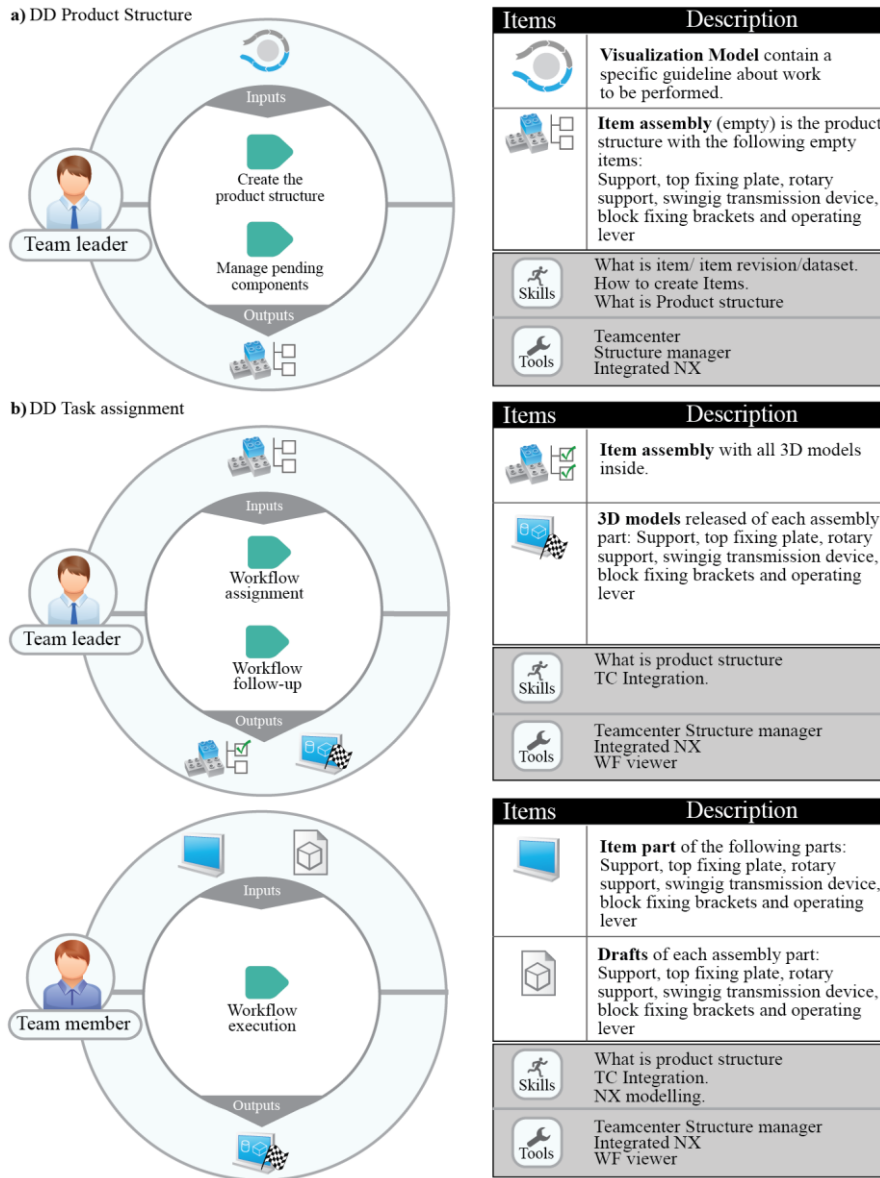 a) DD Product Structure
Inputs
Create the
product structure
Manage pending
components
Outputs
Team leader
Items Description
Visualization Model contain a
specific guideline about work
to be performed.
Item assembly (empty) is the product
structure with the following empty
items:
Support, top fixing plate, rotary
support, swingig transmission device,
block fixing brackets and operating
lever
Skills
What is item/ item revision/dataset.
How to create Items.
What is Product structure
Tools
Teamcenter
Structure manager
Integrated NX
b) DD Task assignment
Inputs
Workflow
assignment
Workflow
follow-up
Outputs
Team leader
Items Description
Item assembly with all 3D models
inside.
3D models released of each assembly
part: Support, top fixing plate, rotary
support, swingig transmission device,
block fixing brackets and operating
lever
Skills
What is product structure
TC Integration.
Tools
Teamcenter Structure manager
Integrated NX
WF viewer
Inputs
Workflow
execution
Outputs
Team member
Items Description
Item part of the following parts:
Support, top fixing plate, rotary
support, swingig transmission device,
block fixing brackets and operating
lever
Drafts of each assembly part:
Support, top fixing plate, rotary
support, swingig transmission device,
block fixing brackets and operating
lever
Skills
What is product structure
TC Integration.
NX modelling.
Tools
Teamcenter Structure manager
Integrated NX
WF viewer